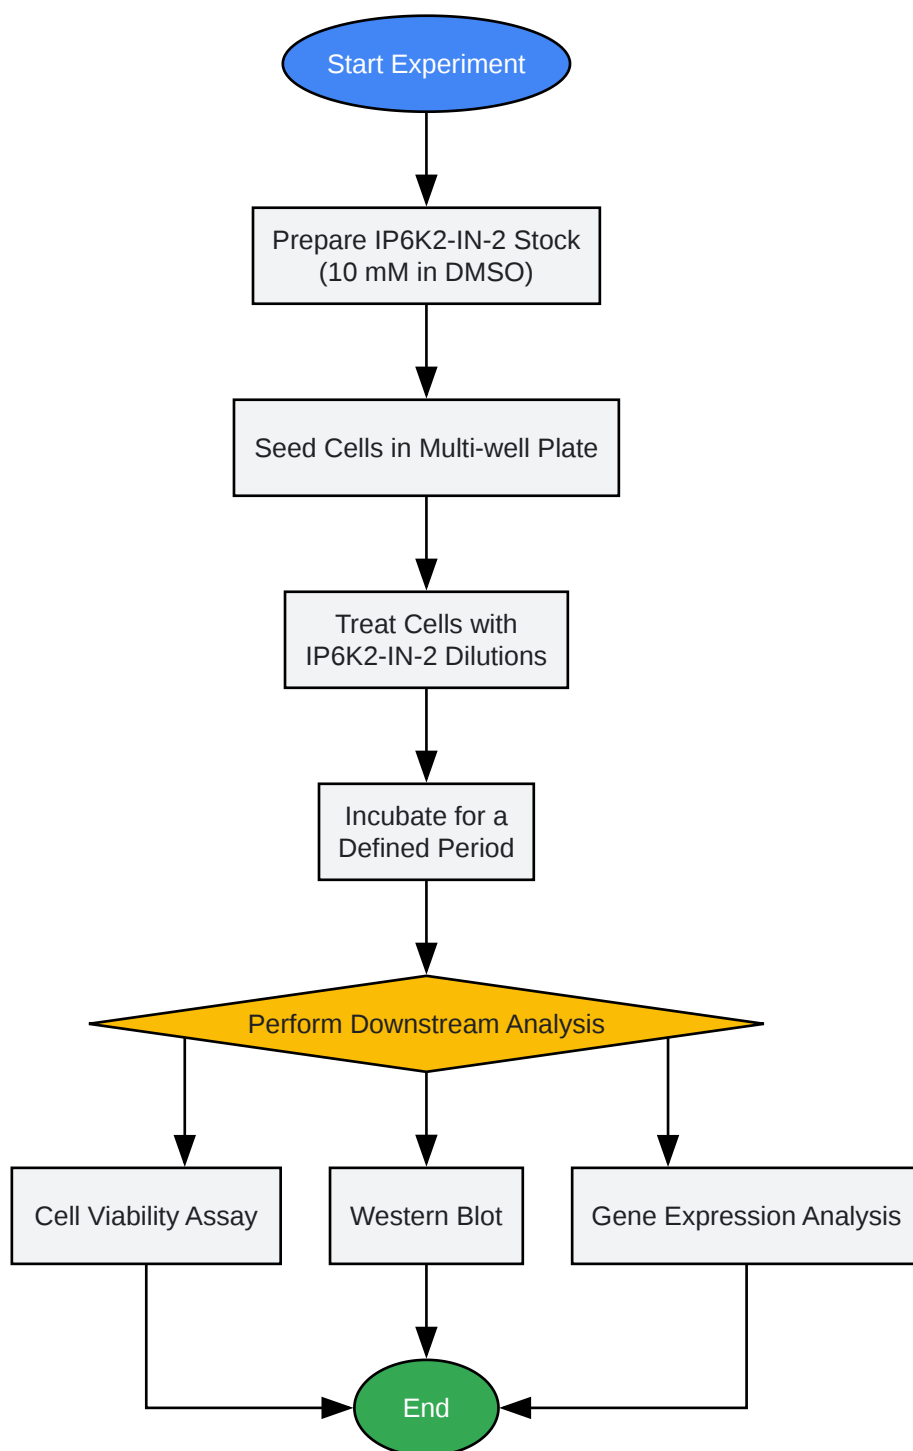 Start Experiment
Prepare IP6K2-IN-2 Stock
(10 mM in DMSO)
Seed Cells in Multi-well Plate
Treat Cells with
IP6K2-IN-2 Dilutions
Incubate for a
Defined Period
Perform Downstream Analysis
Cell Viability Assay
Western Blot
Gene Expression Analysis
End